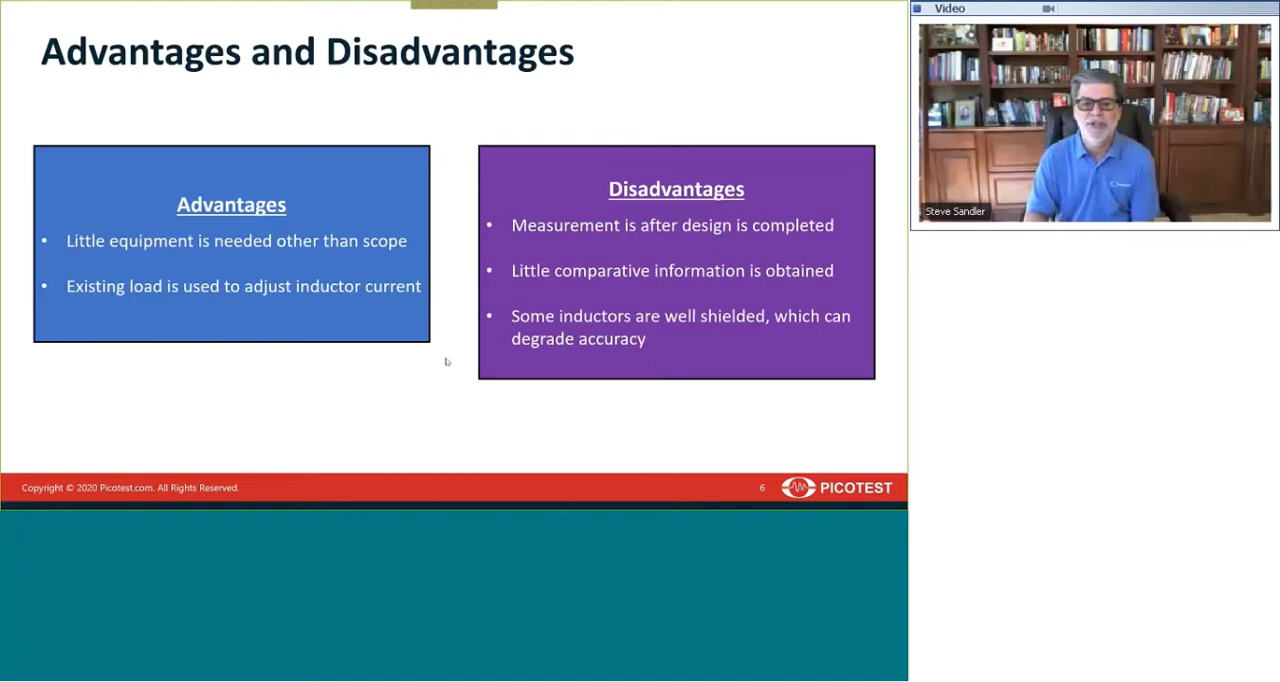 Advantages and Disadvantages
Advantages
• Little equipment is needed other than scope
• Existing load is used to adjust inductor current
Disadvantages
• Measurement is after design is completed
• Little comparative information is obtained
• Some inductors are well shielded, which can
degrade accuracy
Copyright © 2020 Picotest.com. All Rights Reserved.
6
PICOTEST
Video
Steve Sandler